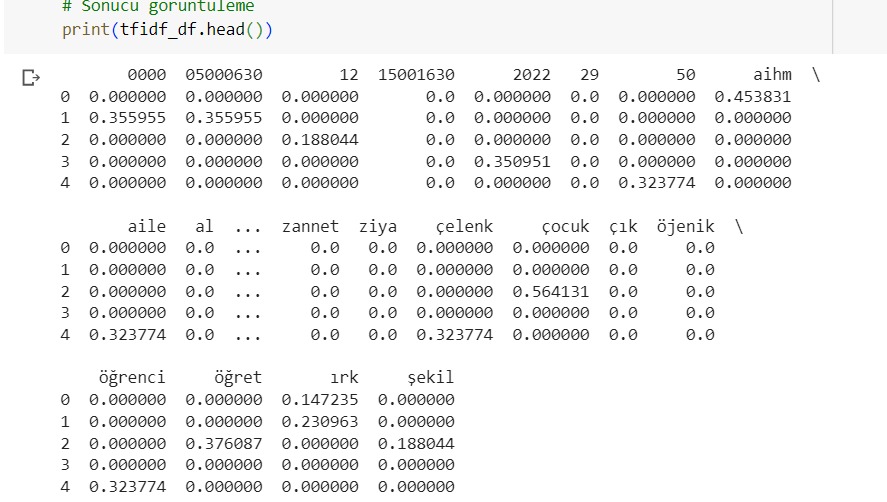 # Sonucu goruntuleme
print(tfidf_df.head())
0000 05000630 12 15001630 2022 29 50 aihm \
0 0.000000 0.000000 0.000000 0.0 0.000000 0.0 0.000000 0.453831
1 0.355955 0.355955 0.000000 0.0 0.000000 0.0 0.000000 0.000000
2 0.000000 0.000000 0.188044 0.0 0.000000 0.0 0.000000 0.000000
3 0.000000 0.000000 0.000000 0.0 0.350951 0.0 0.000000 0.000000
4 0.000000 0.000000 0.000000 0.0 0.000000 0.0 0.323774 0.000000
aile al ... zannet ziya çelenk çocuk çık öjenik \
0 0.000000 0.0 ... 0.0 0.0 0.000000 0.000000 0.0 0.0
1 0.000000 0.0 ... 0.0 0.0 0.000000 0.000000 0.0 0.0
2 0.000000 0.0 ... 0.0 0.0 0.000000 0.564131 0.0 0.0
3 0.000000 0.0 ... 0.0 0.0 0.000000 0.000000 0.0 0.0
4 0.323774 0.0 ... 0.0 0.0 0.323774 0.000000 0.0 0.0
öğrenci öğret ırk şekil
0 0.000000 0.000000 0.147235 0.000000
1 0.000000 0.000000 0.230963 0.000000
2 0.000000 0.376087 0.000000 0.188044
3 0.000000 0.000000 0.000000 0.000000
4 0.323774 0.000000 0.000000 0.000000